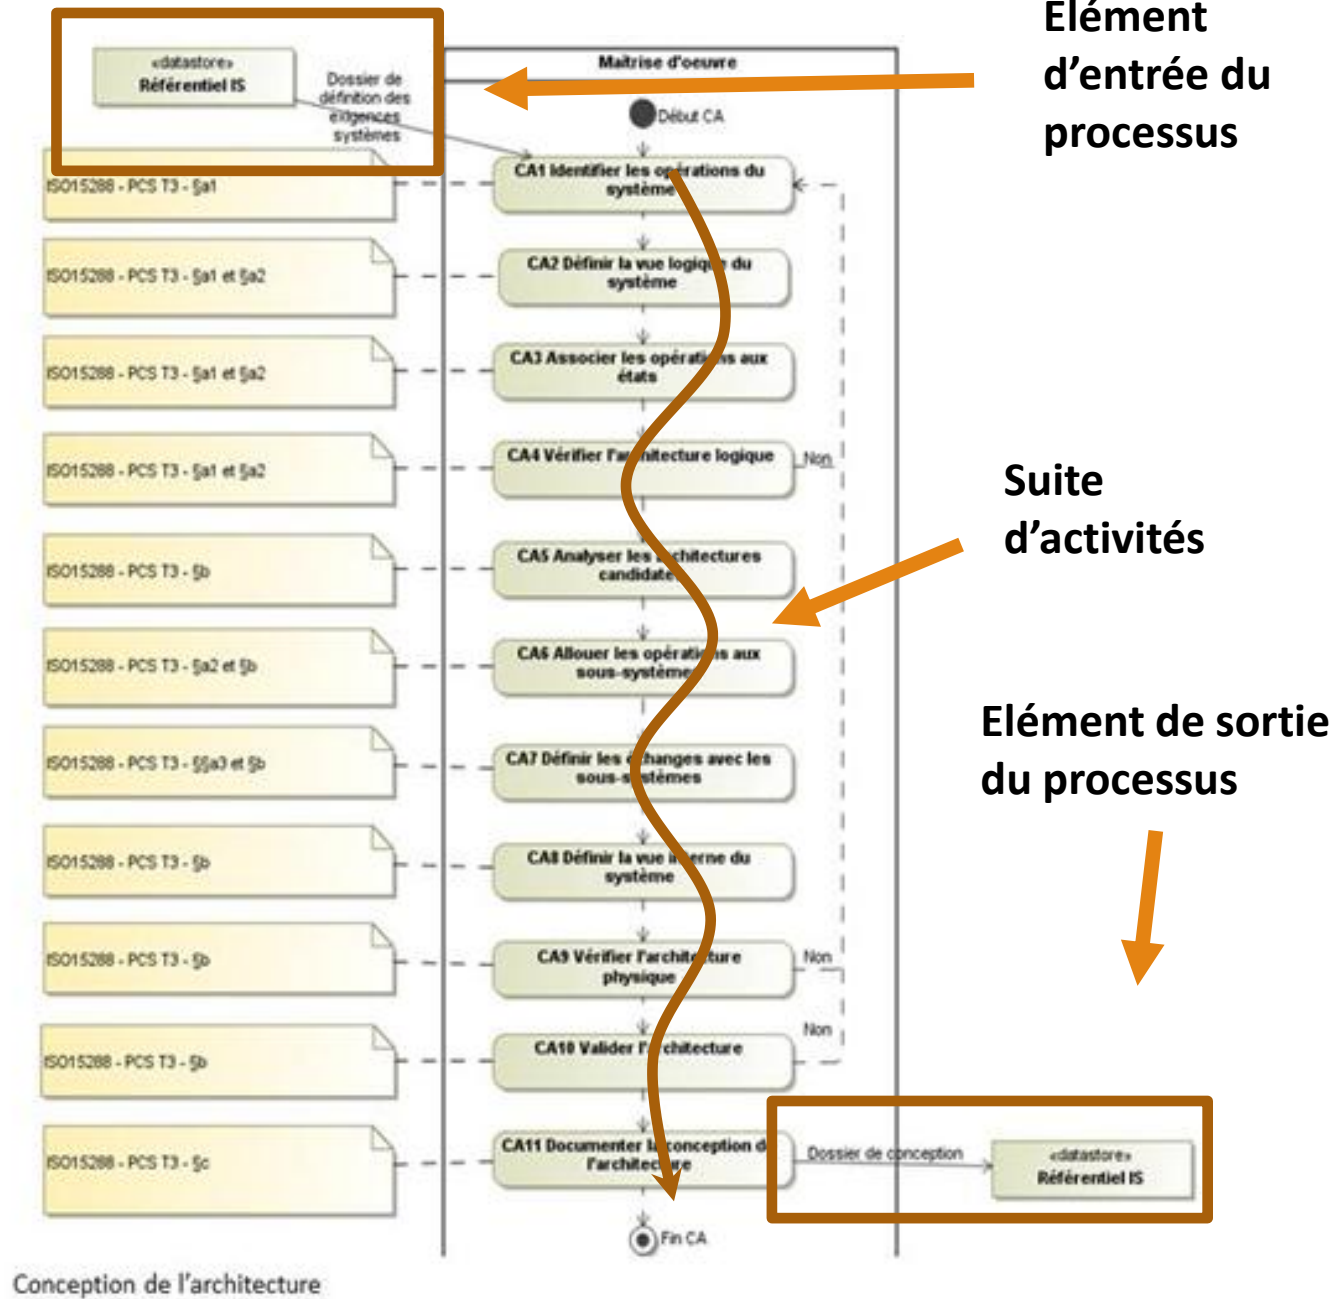 Elément
d’entrée du
processus
«datastore»
Référentiel IS
Dossier de
définition des
exigences
systèmes
Maîtrise d'oeuvre
Début CA
ISO15288 - PCS T3 - §a1
CA1 Identifier les opérations du
système
ISO15288 - PCS T3 - §a1 et §a2
CA2 Définir la vue logique du
système
ISO15288 - PCS T3 - §a1 et §a2
CA3 Associer les opérations aux
états
ISO15288 - PCS T3 - §a1 et §a2
CA4 Vérifier l'architecture logique
Non
Suite
d’activités
ISO15288 - PCS T3 - §b
CA5 Analyser les architectures
candidates
ISO15288 - PCS T3 - §a2 et §b
CA6 Allouer les opérations aux
sous-systèmes
Elément de sortie
du processus
ISO15288 - PCS T3 - §§a3 et §b
CA7 Définir les échanges avec les
sous-systèmes
ISO15288 - PCS T3 - §b
CA8 Définir la vue interne du
système
ISO15288 - PCS T3 - §b
CA9 Vérifier l'architecture
physique
Non
ISO15288 - PCS T3 - §b
CA10 Valider l'architecture
Non
ISO15288 - PCS T3 - §c
CA11 Documenter la conception de
l'architecture
Dossier de conception
«datastore»
Référentiel IS
Fin CA
Conception de l'architecture